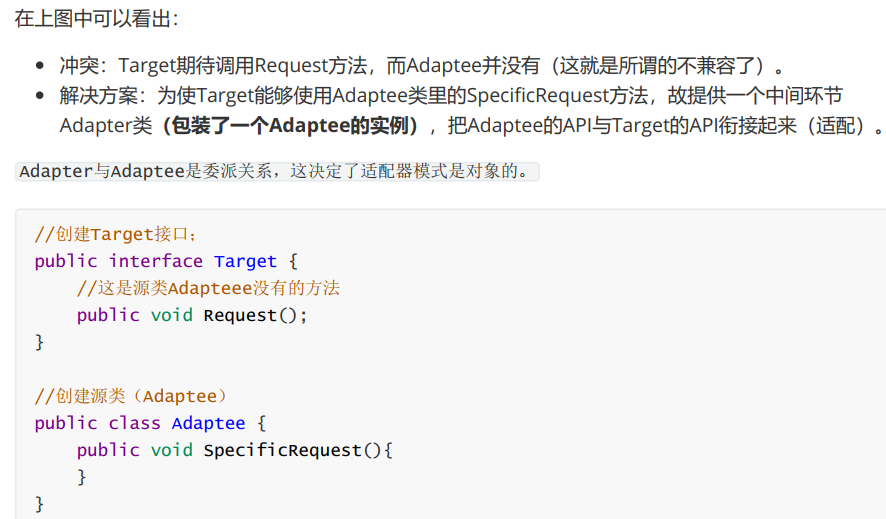 在上图中可以看出：
冲突：Target期待调用Request方法，而Adaptee并没有（这就是所谓的不兼容了）。
解决方案：为使Target能够使用Adaptee类里的SpecificRequest方法，故提供一个中间环节
Adapter类（包装了一个Adaptee的实例），把Adaptee的API与Target的API衔接起来（适配）。
Adapter与Adaptee是委派关系，这决定了适配器模式是对象的。
//创建Target接口；
public interface Target {
//这是源类Adapteee没有的方法
public void Request();
}
//创建源类（Adaptee）
public class Adaptee {
public void SpecificRequest(){
}
}